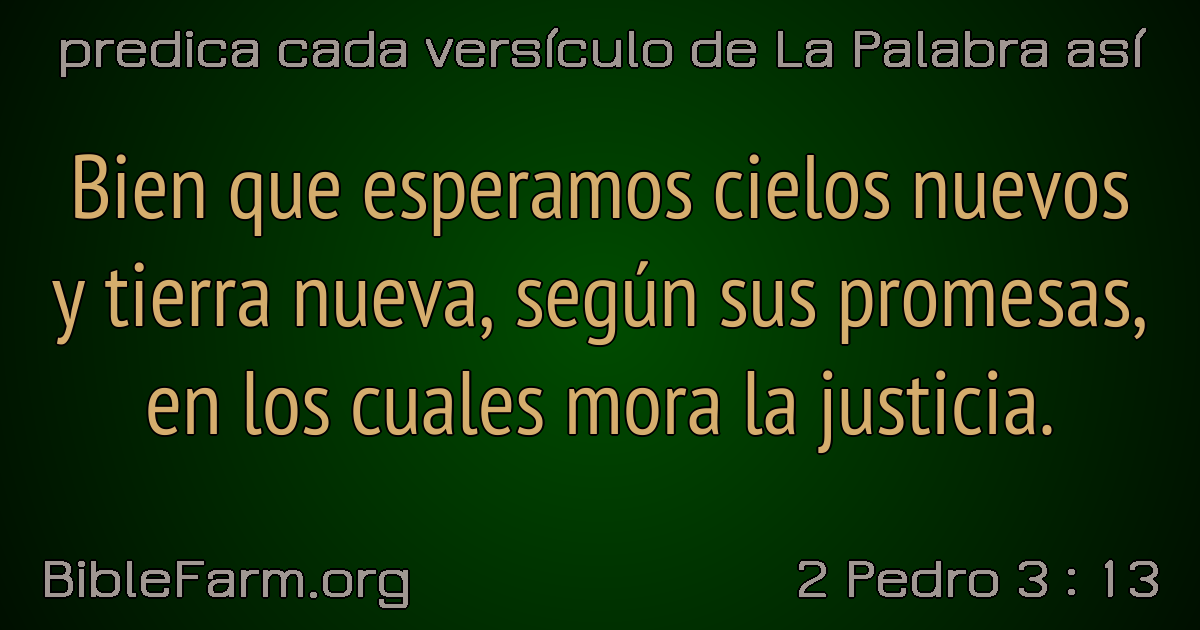 predica cada versículo de La Palabra así
Bien que esperamos cielos nuevos
y tierra nueva, según sus promesas,
en los cuales mora la justicia.
BibleFarm.org
2 Pedro 3 : 13